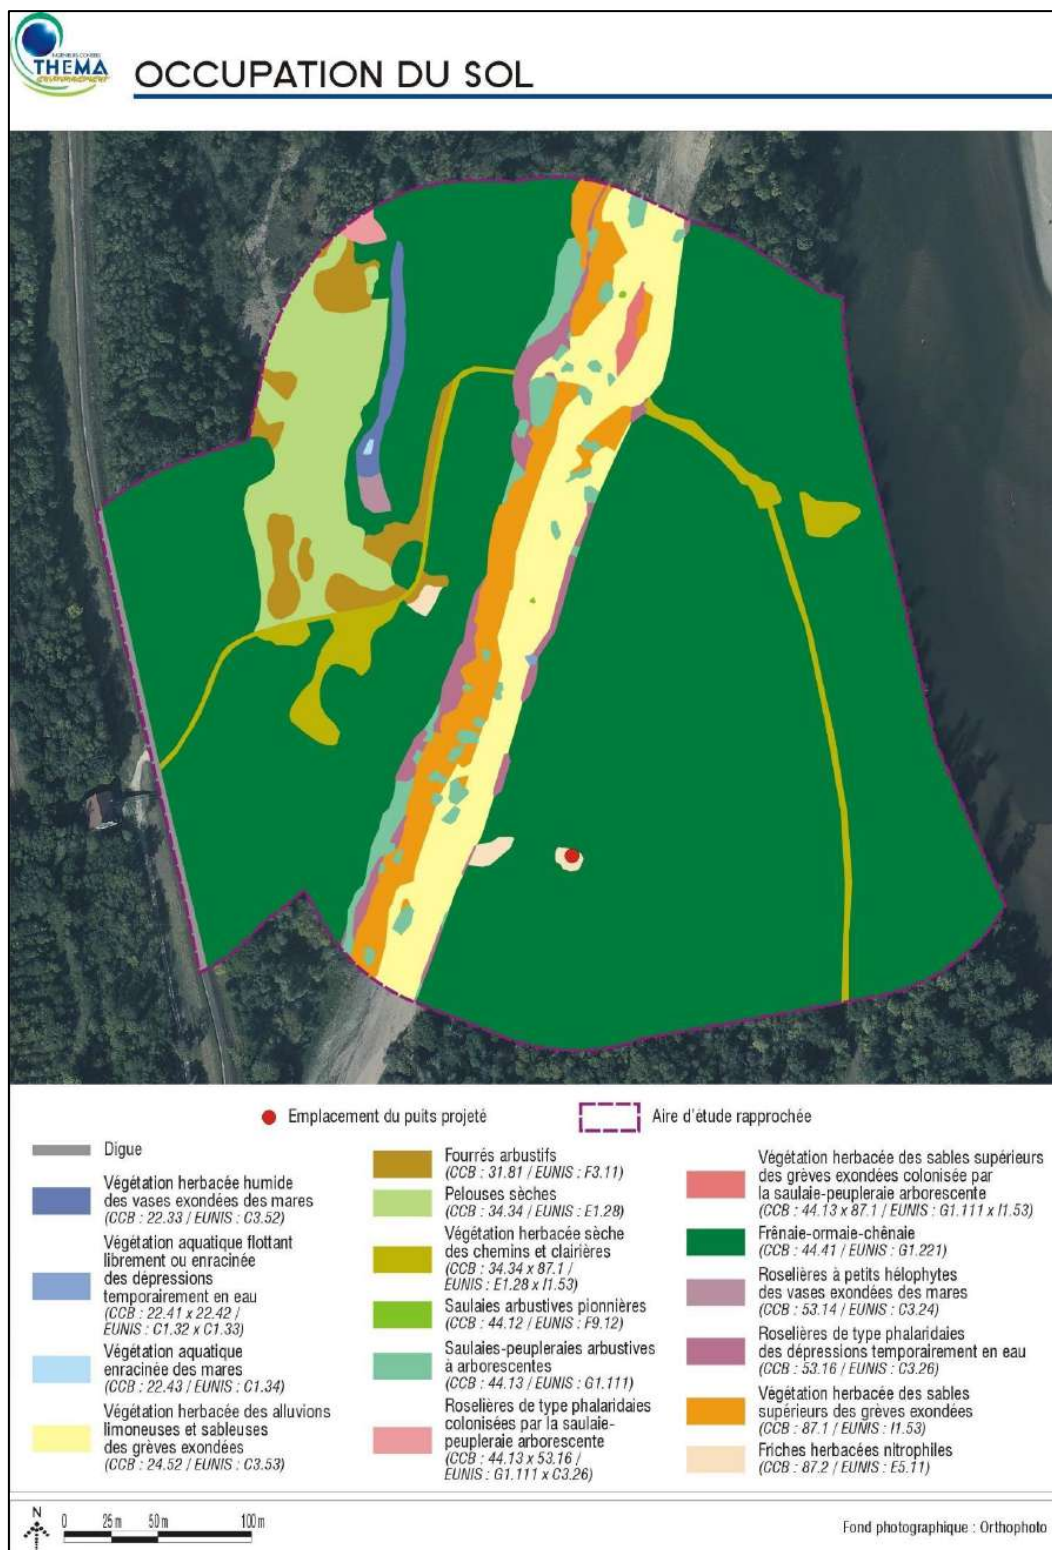 INGENIEURS CONSEILS
THEMA
environnement
OCCUPATION DU SOL
Emplacement du puits projeté
Aire d'étude rapprochée
Digue
Végétation herbacée humide
des vases exondées des mares
(CCB : 22.33 / EUNIS : C3.52)
Végétation aquatique flottant
librement ou enracinée
des dépressions
temporairement en eau
(CCB : 22.41 x 22.42 /
EUNIS : C1.32 x C1.33)
Végétation aquatique
enracinée des mares
(CCB : 22.43 / EUNIS : C1.34)
Végétation herbacée des alluvions
limoneuses et sableuses
des grèves exondées
(CCB : 24.52 / EUNIS : C3.53)
Fourrés arbustifs
(CCB : 31.81 / EUNIS : F3.11)
Pelouses sèches
(CCB : 34.34 / EUNIS : E1.28)
Végétation herbacée sèche
des chemins et clairières
(CCB : 34.34 x 87.1 /
EUNIS : E1.28 x I1.53)
Saulaies arbustives pionnières
(CCB : 44.12 / EUNIS : F9.12)
Saulaies-peupleraies arbustives
à arborescentes
(CCB : 44.13 / EUNIS : G1.111)
Roselières de type phalaridaies
colonisées par la saulaie-
peupleraie arborescente
(CCB : 44.13 x 53.16 /
EUNIS : G1.111 x C3.26)
Végétation herbacée des sables supérieurs
des grèves exondées colonisée par
la saulaie-peupleraie arborescente
(CCB : 44.13 x 87.1 / EUNIS : G1.111 x I1.53)
Frênaie-ormaie-chênaie
(CCB : 44.41 / EUNIS : G1.221)
Roselières à petits hélophytes
des vases exondées des mares
(CCB : 53.14 / EUNIS : C3.24)
Roselières de type phalaridaies
des dépressions temporairement en eau
(CCB : 53.16 / EUNIS : C3.26)
Végétation herbacée des sables
supérieurs des grèves exondées
(CCB : 87.1 / EUNIS : I1.53)
Friches herbacées nitrophiles
(CCB : 87.2 / EUNIS : E5.11)
N
0 25 m 50 m 100 m
Fond photographique : Orthophoto